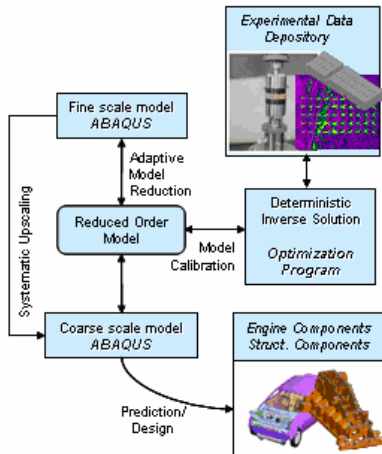 Experimental Data
Depository
Fine scale model
ABAQUS
Adaptive
Model
Reduction
Systematic Upscaling
Reduced Order
Model
Model
Calibration
Deterministic
Inverse Solution
Optimization
Program
Coarse scale model
ABAQUS
Prediction/
Design
Engine Components
Struct. Components